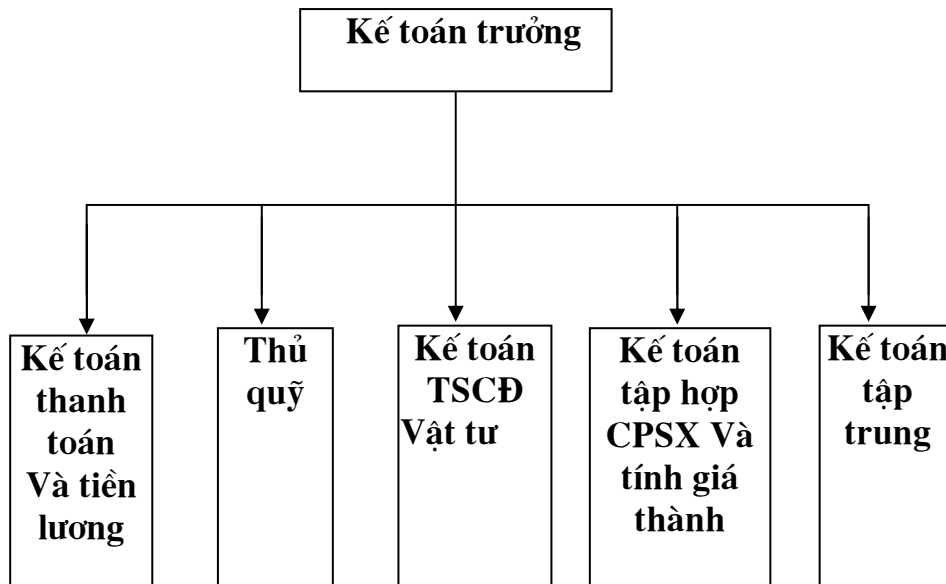 Kế toán trưởng
Kế toán
thanh
toán
Và tiền
lương
Thủ
quỹ
Kế toán
TSCĐ
Vật tư
Kế toán
tập hợp
CPSX Và
tính giá
thành
Kế toán
tập
trung